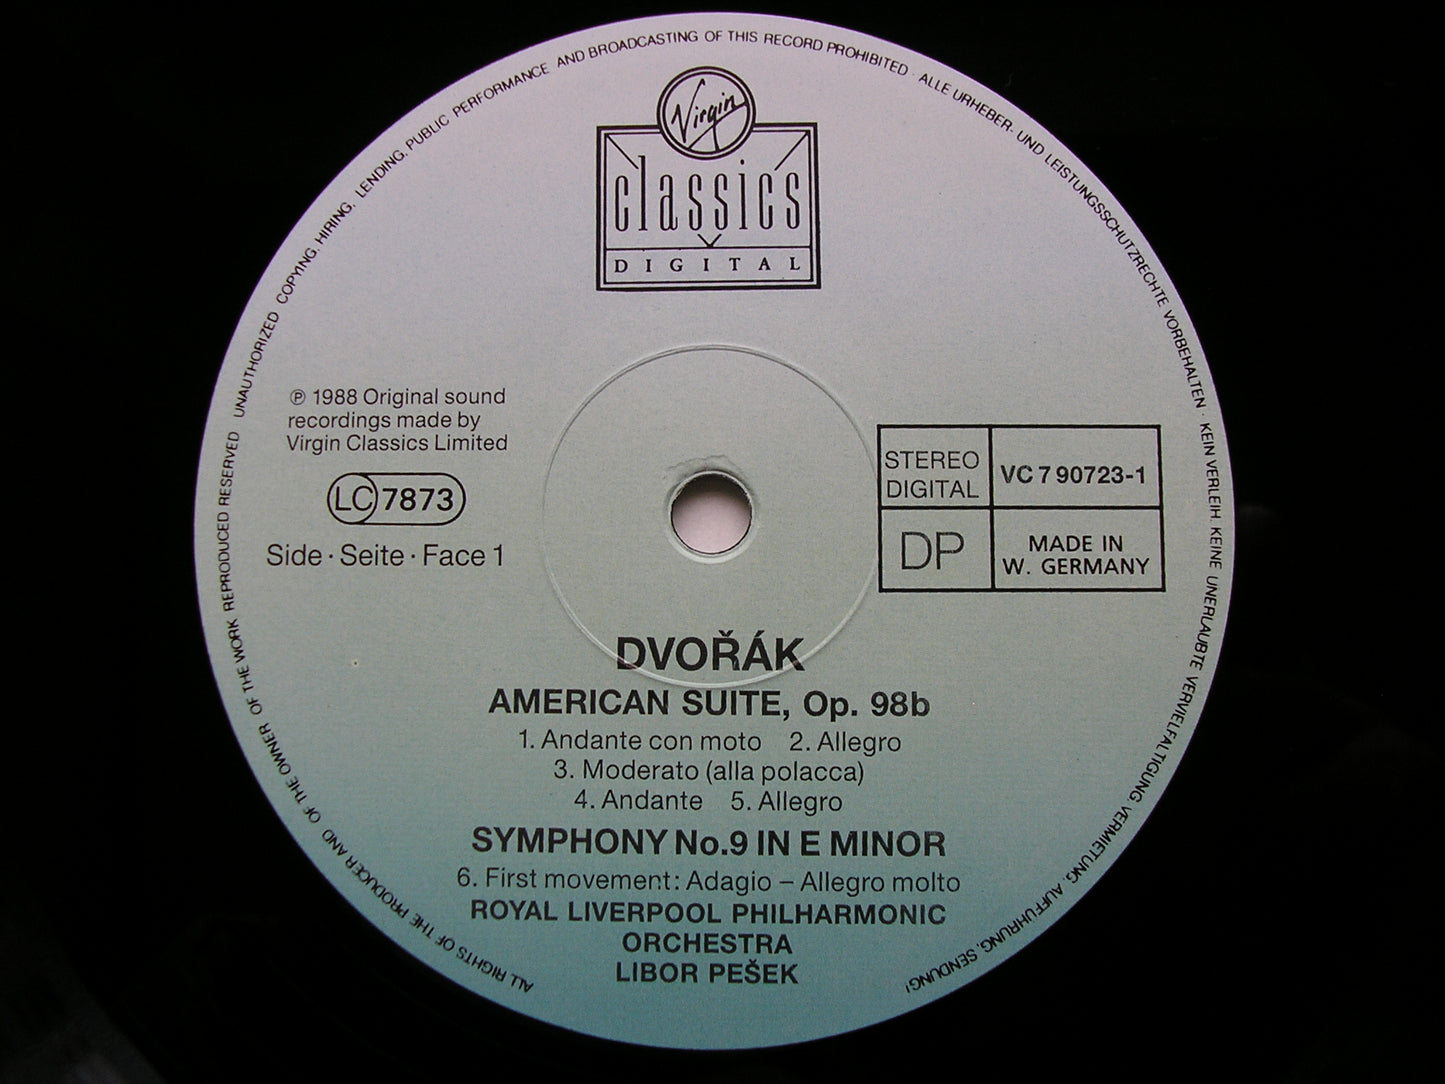 ALL RIGHTS OF THE PRODUCER AND OF THE OWNER OF THE WORK REPRODUCED RESERVED UNAUTHORIZED COPYING, HIRING, LENDING, PUBLIC PERFORMANCE AND BROADCASTING OF THIS RECORD PROHIBITED · ALLE URHEBER- UND LEISTUNGSSCHUTZRECHTE VORBEHALTEN · KEIN VERLEIH, KEINE UNERLAUBTE VERVIELFÄLTIGUNG, VERMIETUNG, AUFFÜHRUNG, SENDUNG!
Virgin
classics
DIGITAL
℗ 1988 Original sound
recordings made by
Virgin Classics Limited
LC 7873
Side · Seite · Face 1
STEREO
DIGITAL
VC 7 90723-1
DP
MADE IN
W. GERMANY
DVOŘÁK
AMERICAN SUITE, Op. 98b
1. Andante con moto 2. Allegro
3. Moderato (alla polacca)
4. Andante 5. Allegro
SYMPHONY No.9 IN E MINOR
6. First movement: Adagio – Allegro molto
ROYAL LIVERPOOL PHILHARMONIC
ORCHESTRA
LIBOR PEŠEK